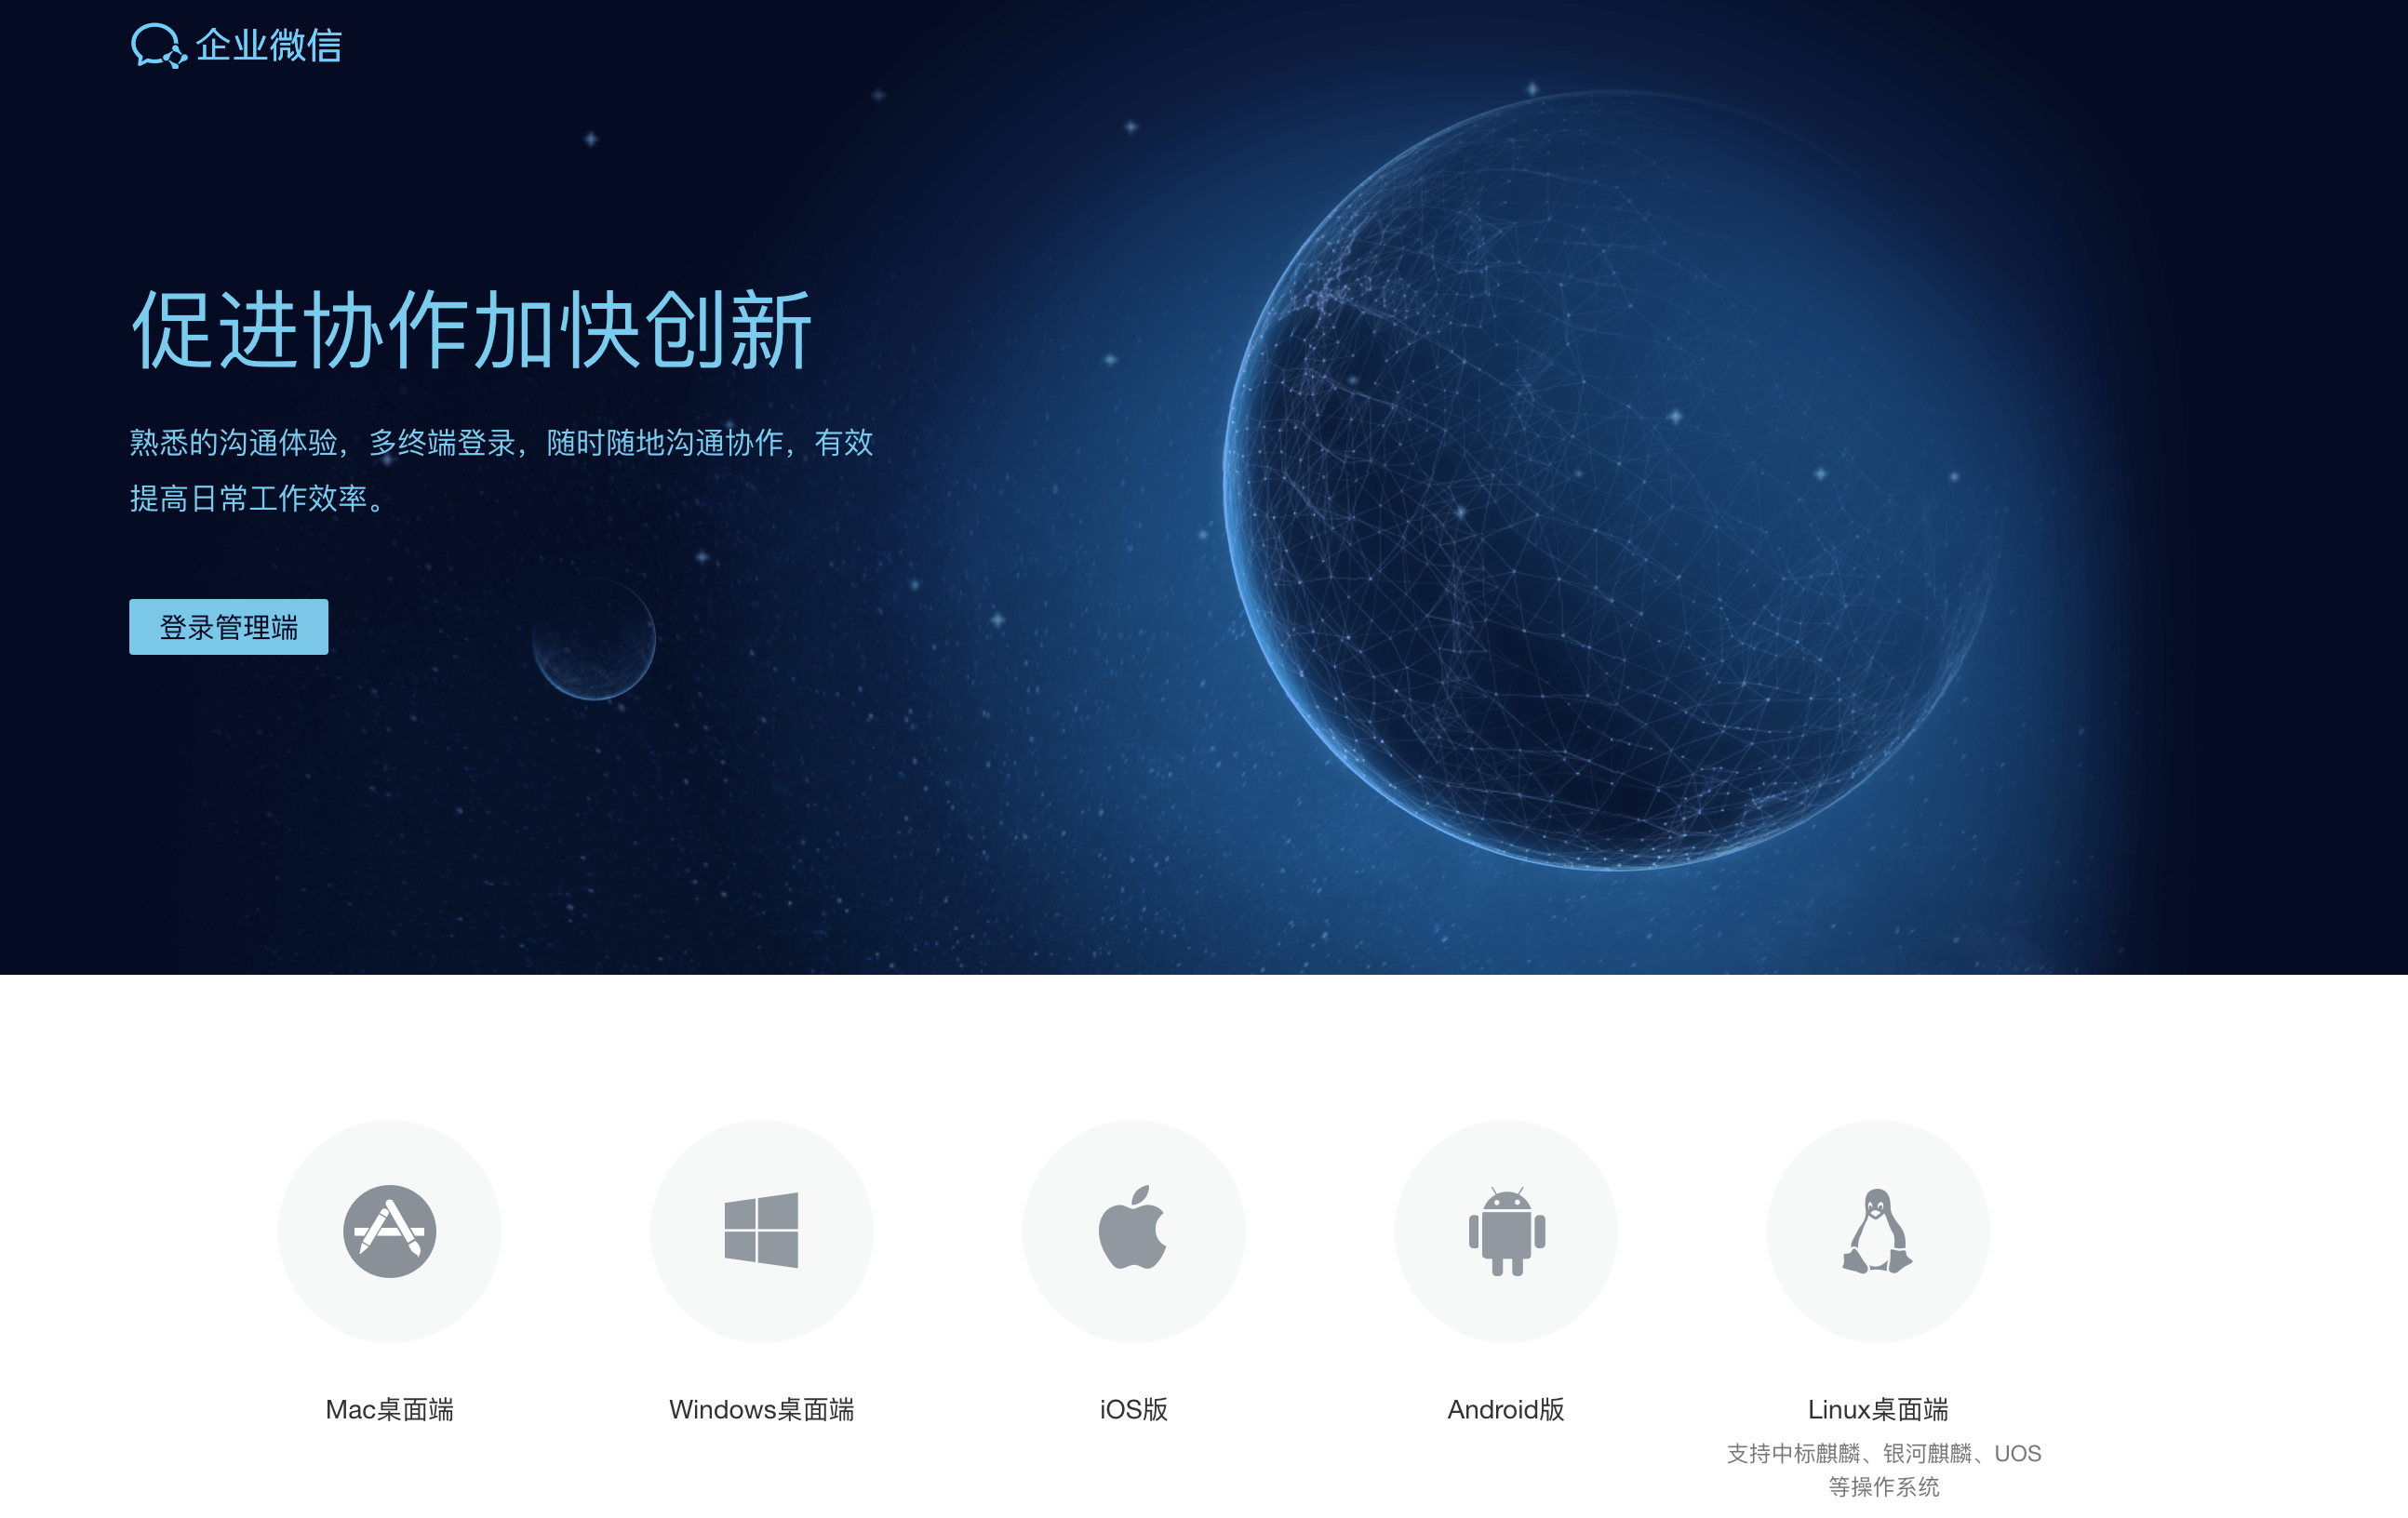 企业微信
促进协作加快创新
熟悉的沟通体验，多终端登录，随时随地沟通协作，有效
提高日常工作效率。
登录管理端
Mac桌面端
Windows桌面端
iOS版
Android版
Linux桌面端
支持中标麒麟、银河麒麟、UOS
等操作系统